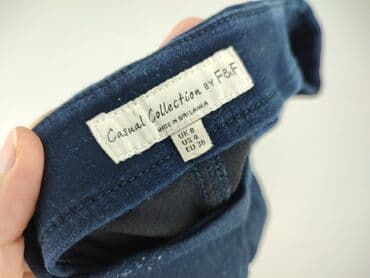 Casual Collection BY F&F
MADE IN SRI LANKA
UK 8
US 4
EU 36